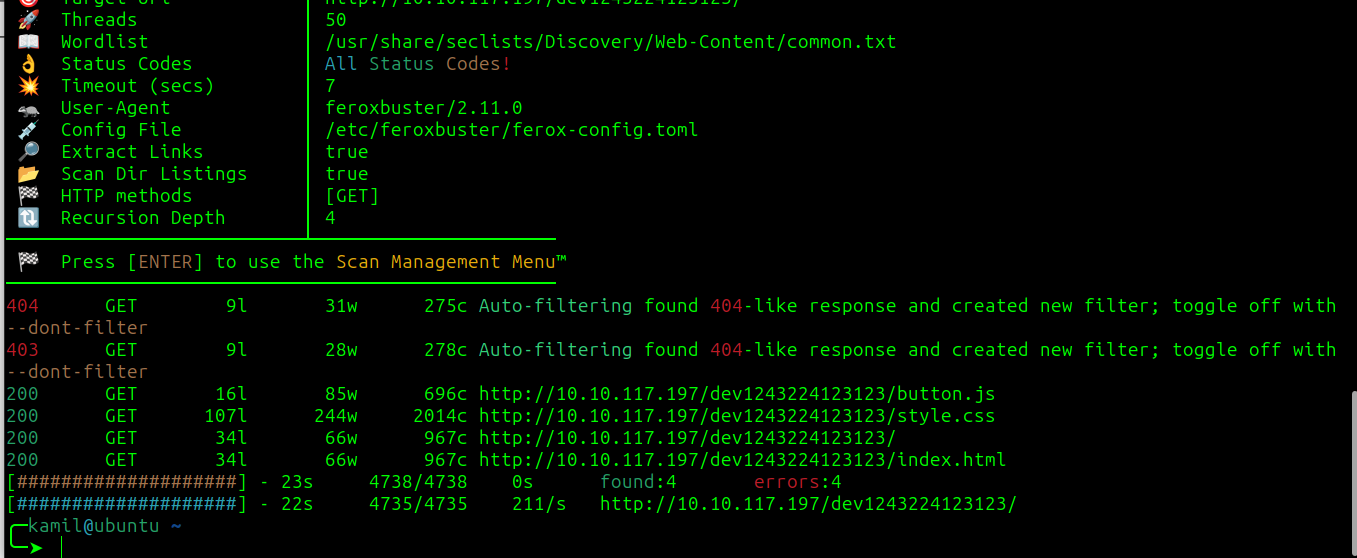 Target Url http://10.10.117.197/dev1243224123123/
Threads 50
Wordlist /usr/share/seclists/Discovery/Web-Content/common.txt
Status Codes All Status Codes!
Timeout (secs) 7
User-Agent feroxbuster/2.11.0
Config File /etc/feroxbuster/ferox-config.toml
Extract Links true
Scan Dir Listings true
HTTP methods [GET]
Recursion Depth 4
Press [ENTER] to use the Scan Management Menu™
404 GET 9l 31w 275c Auto-filtering found 404-like response and created new filter; toggle off with
--dont-filter
403 GET 9l 28w 278c Auto-filtering found 404-like response and created new filter; toggle off with
--dont-filter
200 GET 16l 85w 696c http://10.10.117.197/dev1243224123123/button.js
200 GET 107l 244w 2014c http://10.10.117.197/dev1243224123123/style.css
200 GET 34l 66w 967c http://10.10.117.197/dev1243224123123/
200 GET 34l 66w 967c http://10.10.117.197/dev1243224123123/index.html
[####################] - 23s 4738/4738 0s found:4 errors:4
[####################] - 22s 4735/4735 211/s http://10.10.117.197/dev1243224123123/
kamil@ubuntu ~